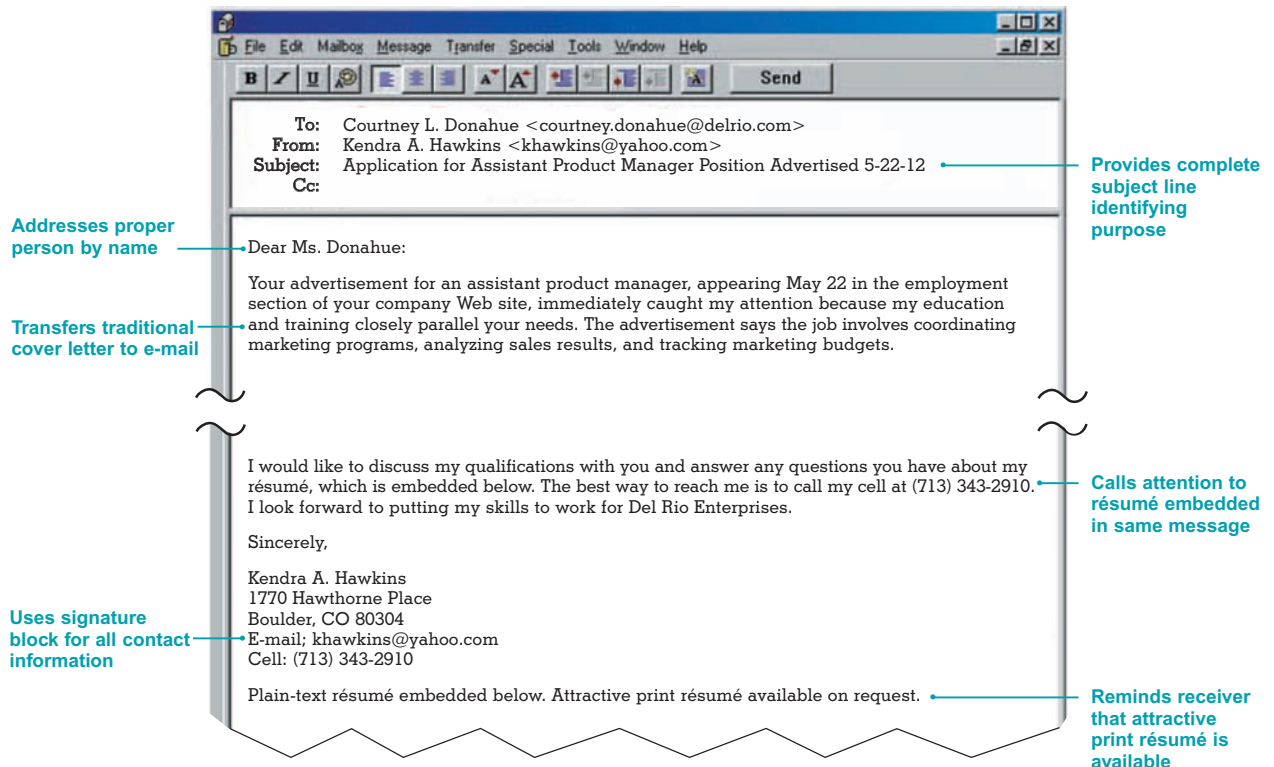 File Edit Mailbox Message Transfer Special Tools Window Help
B I U A A A A Send
To: Courtney L. Donahue <courtney.donahue@delrio.com>
From: Kendra A. Hawkins <khawkins@yahoo.com>
Subject: Application for Assistant Product Manager Position Advertised 5-22-12
Cc:
Provides complete
subject line
identifying
purpose
Addresses proper
person by name
Dear Ms. Donahue:
Your advertisement for an assistant product manager, appearing May 22 in the employment
section of your company Web site, immediately caught my attention because my education
Transfers traditional
cover letter to e-mail
and training closely parallel your needs. The advertisement says the job involves coordinating
marketing programs, analyzing sales results, and tracking marketing budgets.
I would like to discuss my qualifications with you and answer any questions you have about my
résumé, which is embedded below. The best way to reach me is to call my cell at (713) 343-2910.
I look forward to putting my skills to work for Del Rio Enterprises.
Calls attention to
résumé embedded
in same message
Sincerely,
Kendra A. Hawkins
1770 Hawthorne Place
Boulder, CO 80304
E-mail; khawkins@yahoo.com
Cell: (713) 343-2910
Uses signature
block for all contact
information
Plain-text résumé embedded below. Attractive print résumé available on request.
Reminds receiver
that attractive
print résumé is
available